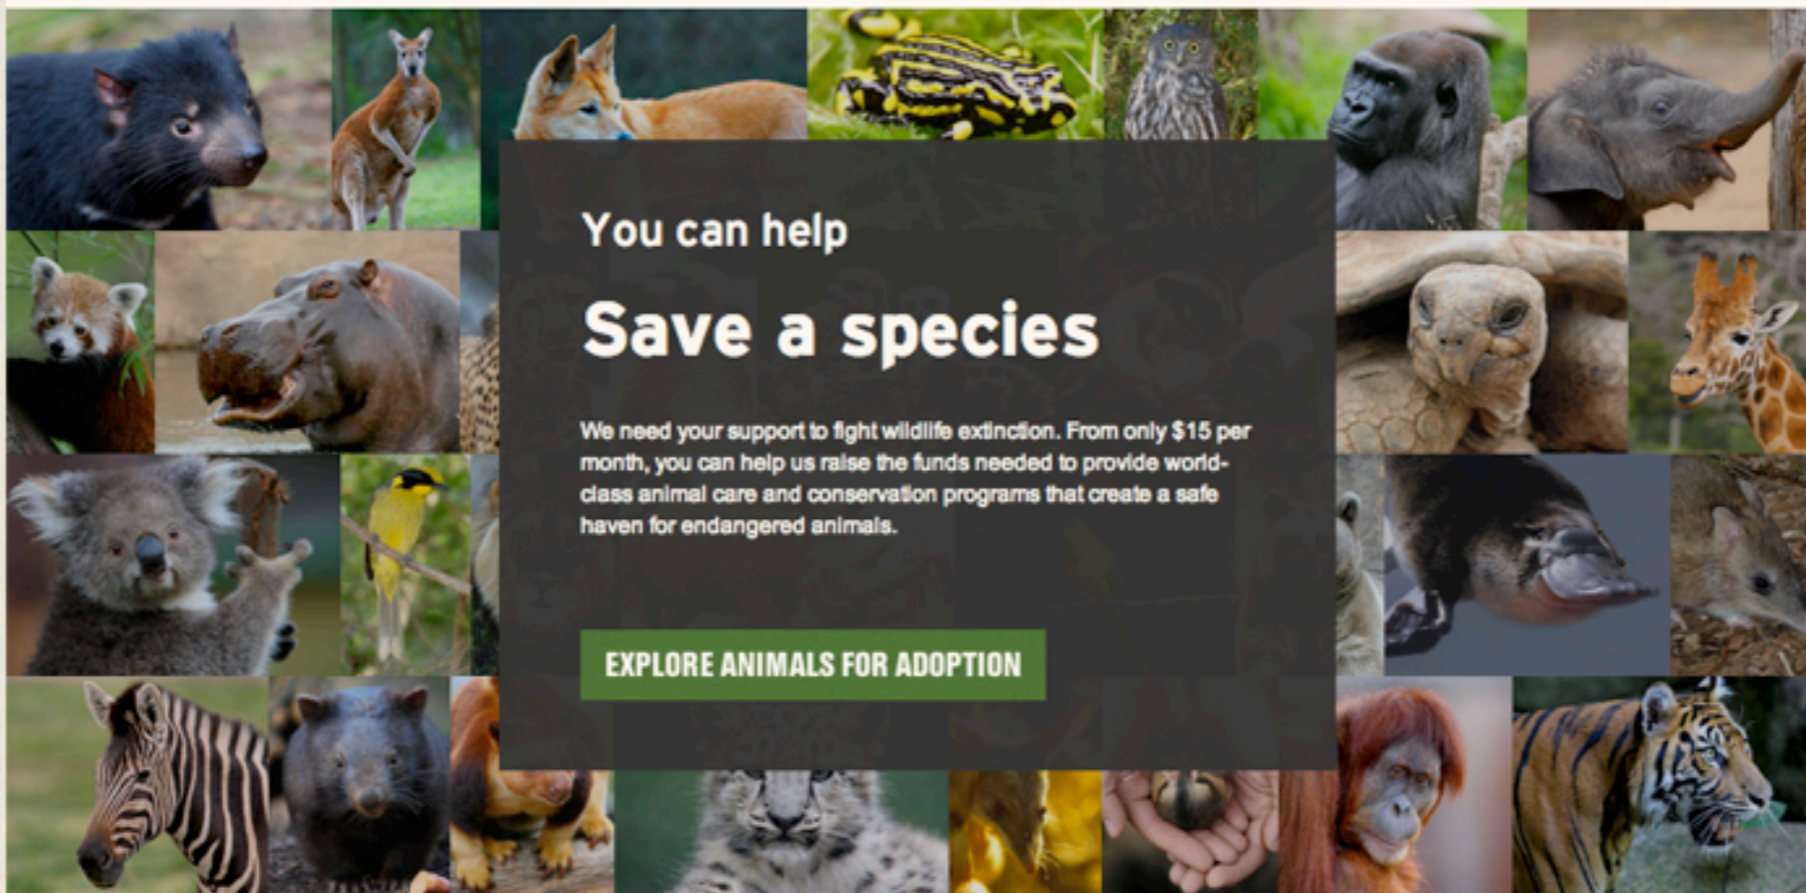 You can help
Save a species
We need your support to fight wildlife extinction. From only $15 per
month, you can help us raise the funds needed to provide world-
class animal care and conservation programs that create a safe
haven for endangered animals.
EXPLORE ANIMALS FOR ADOPTION